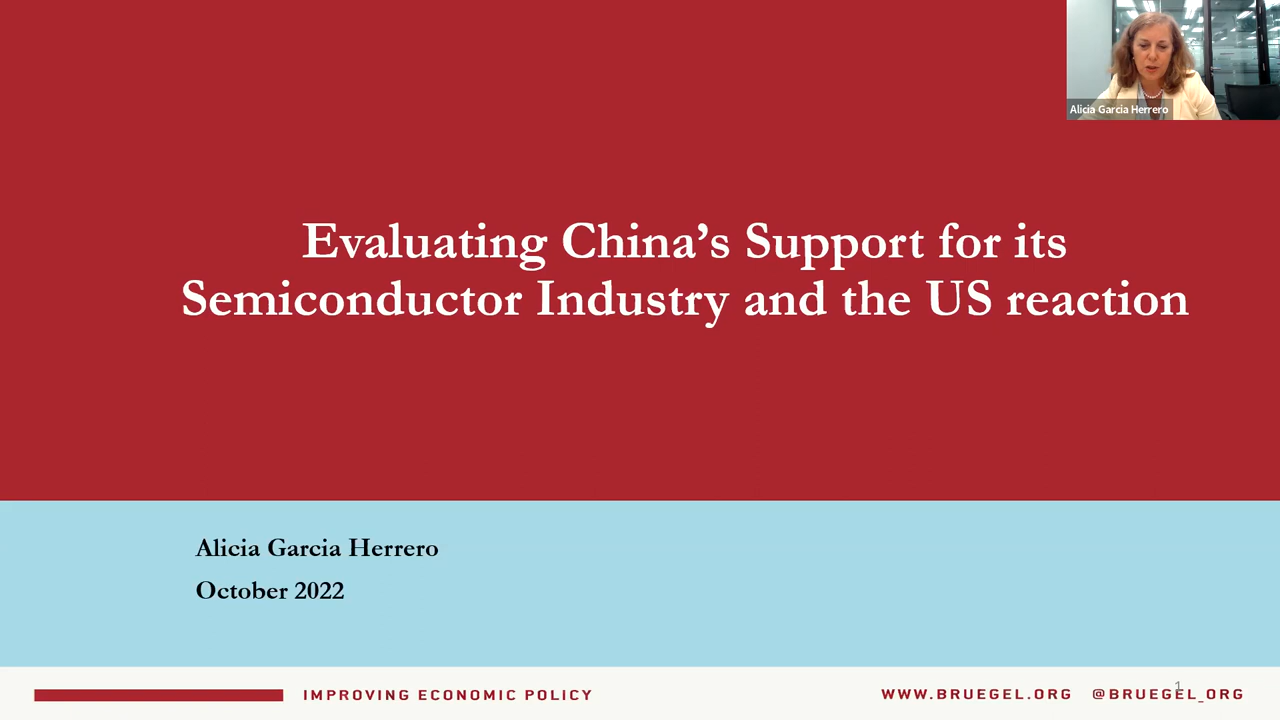 Alicia Garcia Herrero
Evaluating China's Support for its
Semiconductor Industry and the US reaction
Alicia Garcia Herrero
October 2022
IMPROVING ECONOMIC POLICY
WWW.BRUEGEL.ORG @BRUEGEL_ORG
1